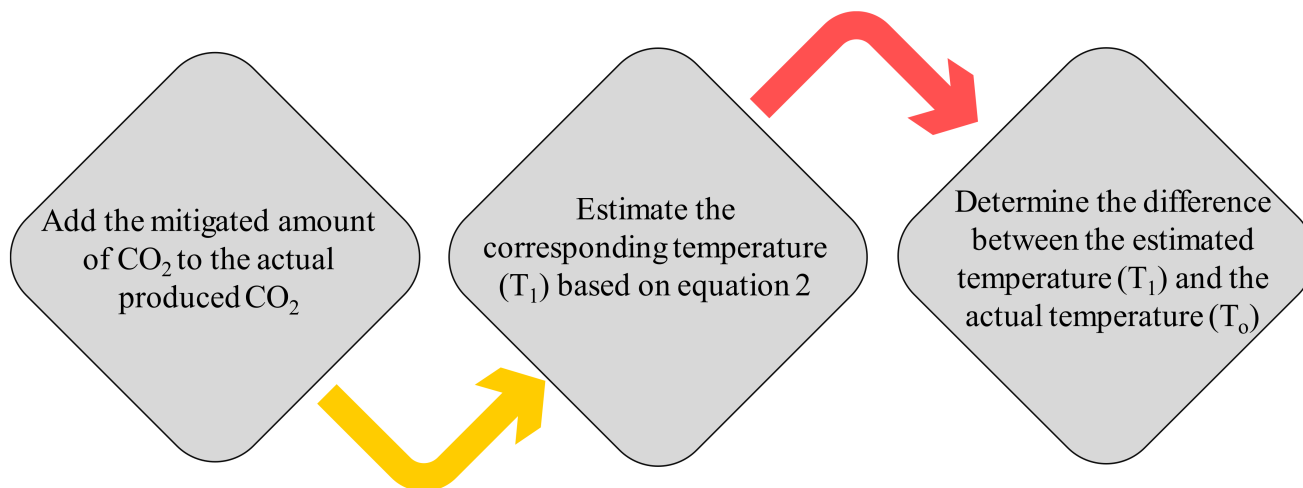 Add the mitigated amount
of CO₂ to the actual
produced CO₂
Estimate the
corresponding temperature
(T₁) based on equation 2
Determine the difference
between the estimated
temperature (T₁) and the
actual temperature (Tₒ)